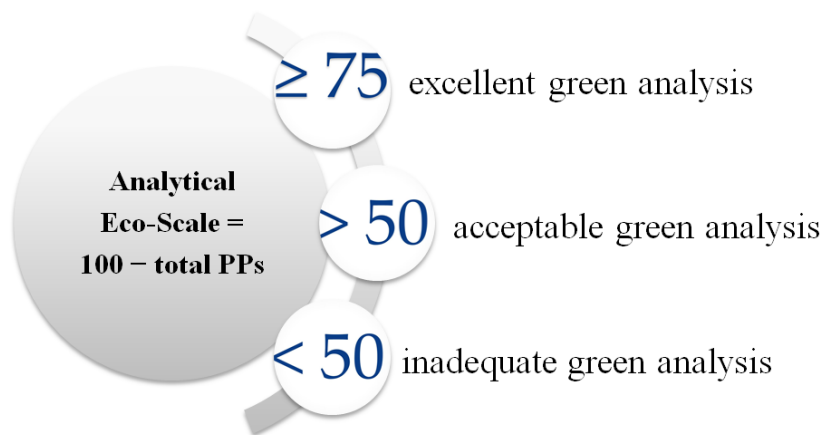 ≥ 75 excellent green analysis
Analytical
Eco-Scale =
100 − total PPs
> 50 acceptable green analysis
< 50 inadequate green analysis